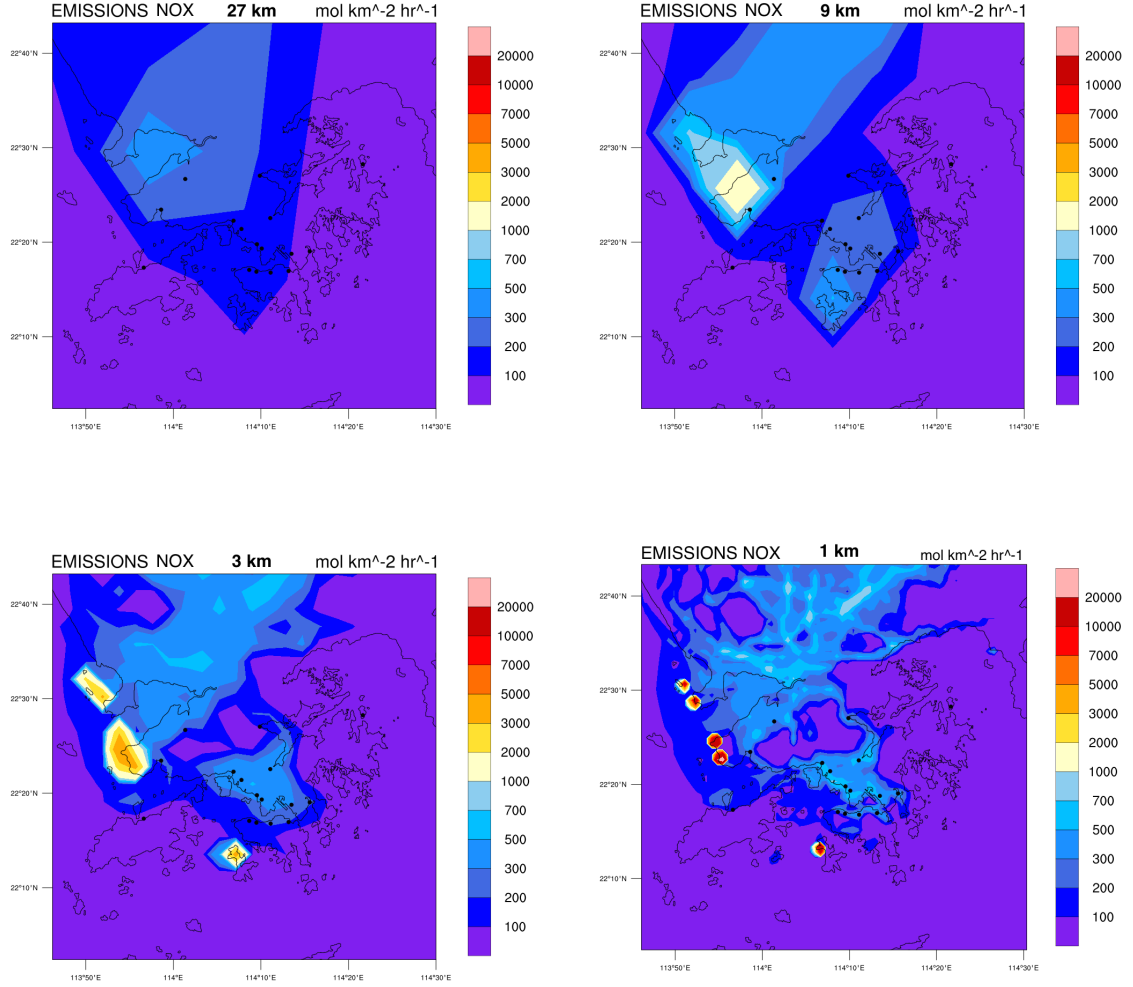 EMISSIONS NOX 27 km mol km^-2 hr^-1
22°40'N
22°30'N
22°20'N
22°10'N
113°50'E 114°E 114°10'E 114°20'E 114°30'E
20000
10000
7000
5000
3000
2000
1000
700
500
300
200
100
EMISSIONS NOX 9 km mol km^-2 hr^-1
22°40'N
22°30'N
22°20'N
22°10'N
113°50'E 114°E 114°10'E 114°20'E 114°30'E
20000
10000
7000
5000
3000
2000
1000
700
500
300
200
100
EMISSIONS NOX 3 km mol km^-2 hr^-1
22°40'N
22°30'N
22°20'N
22°10'N
113°50'E 114°E 114°10'E 114°20'E 114°30'E
20000
10000
7000
5000
3000
2000
1000
700
500
300
200
100
EMISSIONS NOX 1 km mol km^-2 hr^-1
22°40'N
22°30'N
22°20'N
22°10'N
113°50'E 114°E 114°10'E 114°20'E 114°30'E
20000
10000
7000
5000
3000
2000
1000
700
500
300
200
100